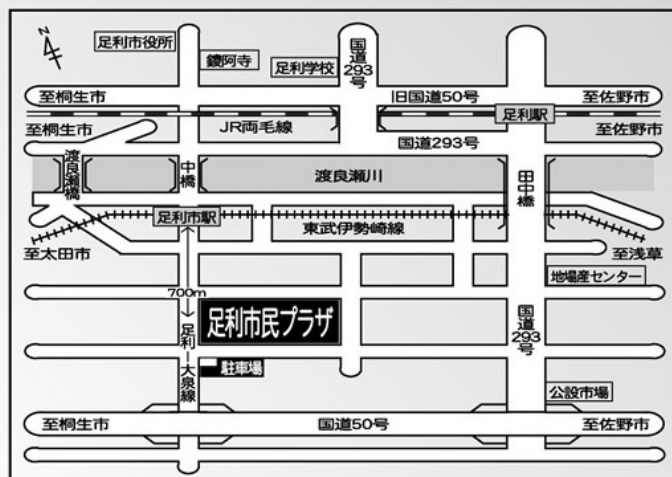 N
足利市役所
鑁阿寺
足利学校
国道293号
至桐生市
旧国道50号
至佐野市
足利駅
至桐生市
JR両毛線
国道293号
至佐野市
渡良瀬橋
中橋
渡良瀬川
田中橋
足利市駅
東武伊勢崎線
至太田市
至浅草
地場産センター
700m
足利市民プラザ
国道293号
足利ー大泉線
駐車場
公設市場
至桐生市
国道50号
至佐野市